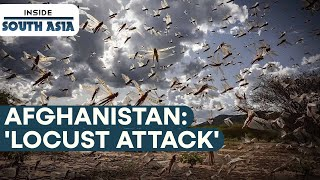 INSIDE
SOUTH ASIA
AFGHANISTAN:
'LOCUST ATTACK'